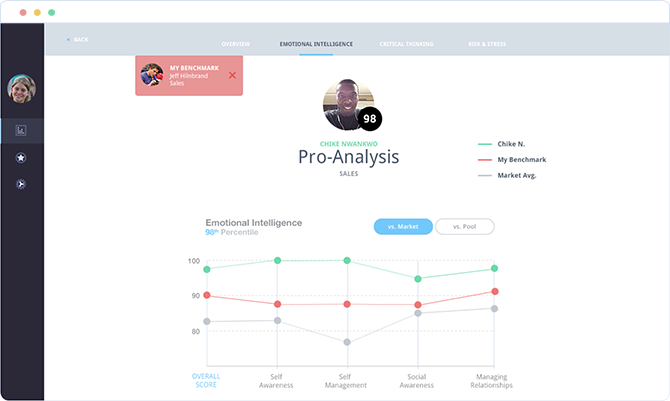 BACK
OVERVIEW
EMOTIONAL INTELLIGENCE
CRITICAL THINKING
RISK & STRESS
MY BENCHMARK
Jeff Hilnbrand
Sales
98
CHIKE NWANKWO
Pro-Analysis
SALES
Chike N.
My Benchmark
Market Avg.
Emotional Intelligence
98th Percentile
vs. Market
vs. Pool
100
90
80
OVERALL
SCORE
Self
Awareness
Self
Management
Social
Awareness
Managing
Relationships